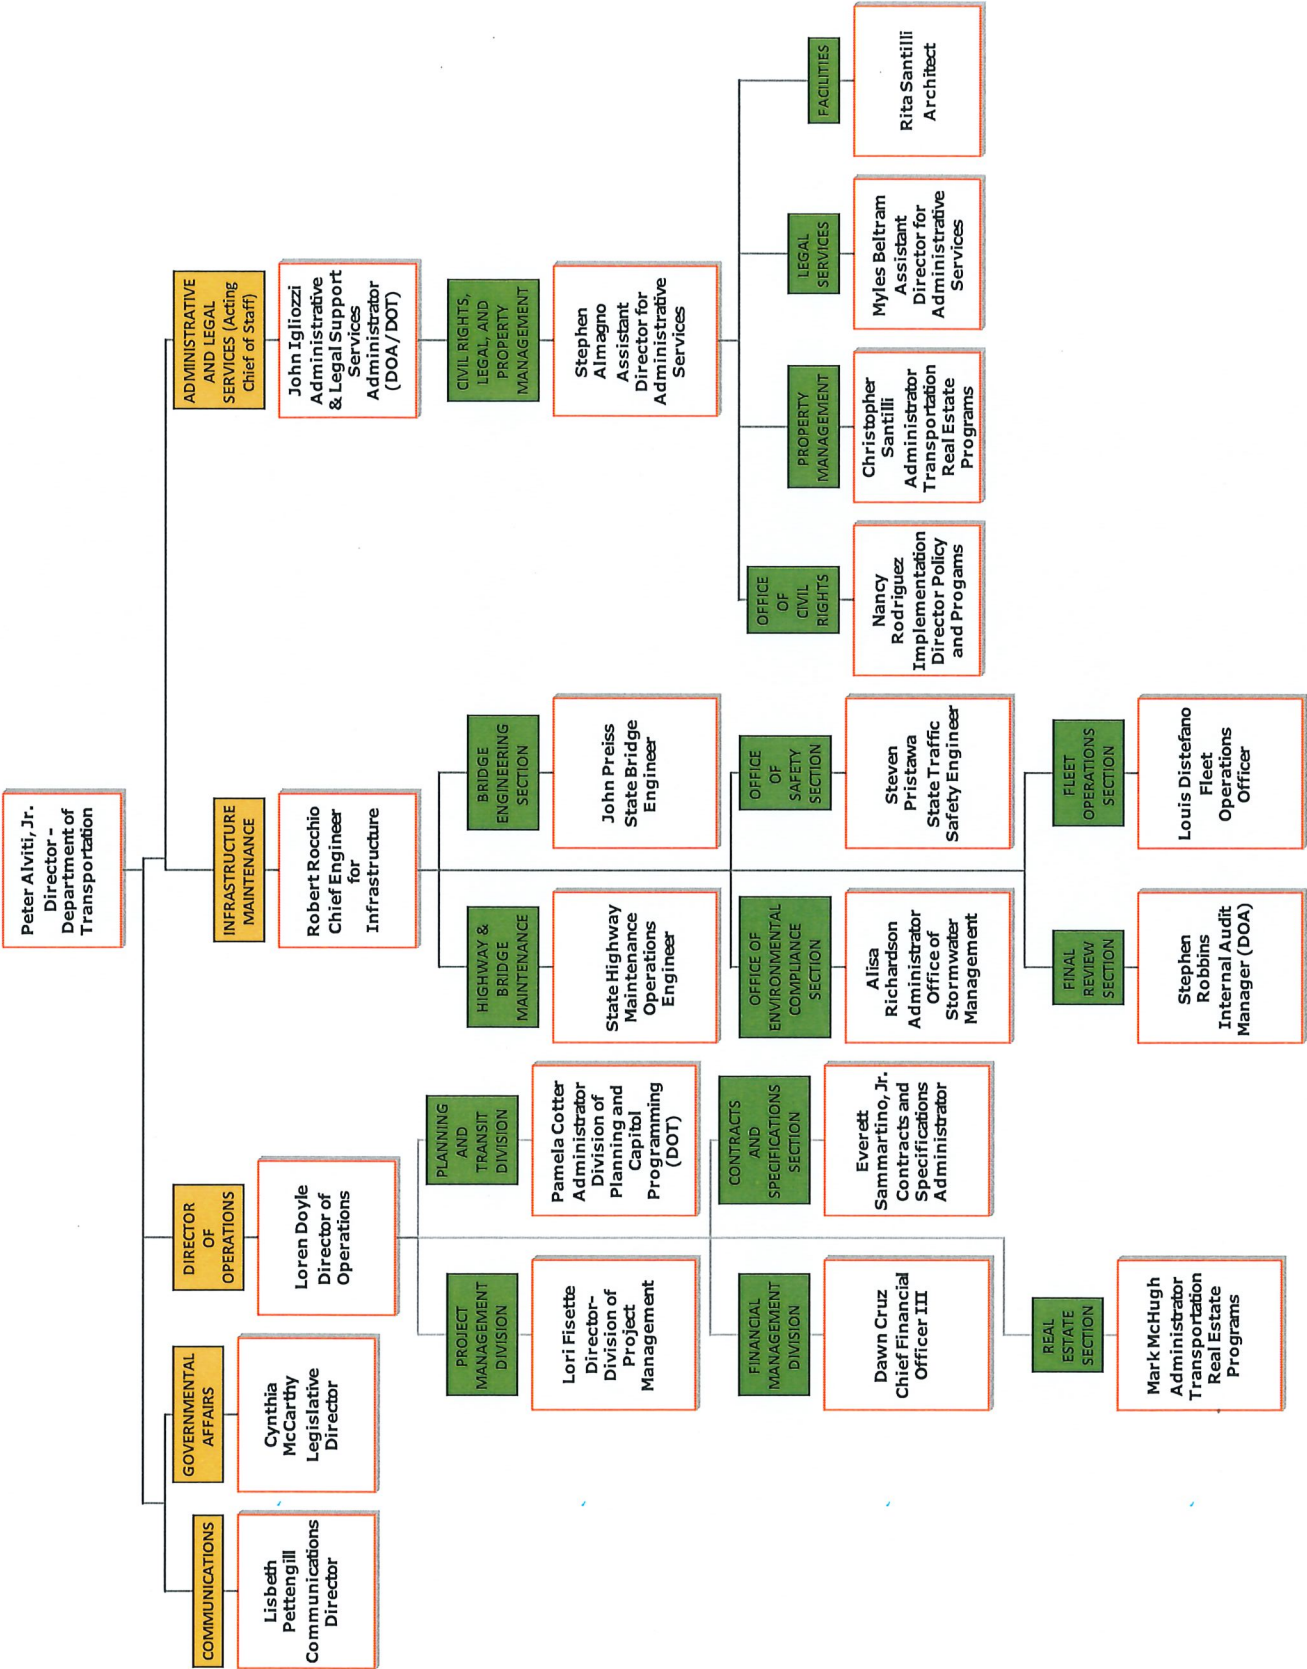 Peter Alviti, Jr.
Director -
Department of
Transportation
COMMUNICATIONS
Lisbeth
Pettengill
Communications
Director
GOVERNMENTAL
AFFAIRS
Cynthia
McCarthy
Legislative
Director
DIRECTOR
OF
OPERATIONS
Loren Doyle
Director of
Operations
PROJECT
MANAGEMENT
DIVISION
Lori Fisette
Director-
Division of
Project
Management
PLANNING
AND
TRANSIT
DIVISION
Pamela Cotter
Administrator
Division of
Planning and
Capitol
Programming
(DOT)
FINANCIAL
MANAGEMENT
DIVISION
Dawn Cruz
Chief Financial
Officer III
CONTRACTS
AND
SPECIFICATIONS
SECTION
Everett
Sammartino, Jr.
Contracts and
Specifications
Administrator
REAL
ESTATE
SECTION
Mark McHugh
Administrator
Transportation
Real Estate
Programs
INFRASTRUCTURE
MAINTENANCE
Robert Rocchio
Chief Engineer
for
Infrastructure
HIGHWAY &
BRIDGE
MAINTENANCE
State Highway
Maintenance
Operations
Engineer
BRIDGE
ENGINEERING
SECTION
John Preiss
State Bridge
Engineer
OFFICE OF
ENVIRONMENTAL
COMPLIANCE
SECTION
Alisa
Richardson
Administrator
Office of
Stormwater
Management
OFFICE
OF
SAFETY
SECTION
Steven
Pristawa
State Traffic
Safety Engineer
FINAL
REVIEW
SECTION
Stephen
Robbins
Internal Audit
Manager (DOA)
FLEET
OPERATIONS
SECTION
Louis Distefano
Fleet
Operations
Officer
ADMINISTRATIVE
AND LEGAL
SERVICES (Acting
Chief of Staff)
John Igliozzi
Administrative
& Legal Support
Services
Administrator
(DOA/DOT)
CIVIL RIGHTS,
LEGAL, AND
PROPERTY
MANAGEMENT
Stephen
Almagno
Assistant
Director for
Administrative
Services
OFFICE
OF
CIVIL
RIGHTS
Nancy
Rodriguez
Implementation
Director Policy
and Progams
PROPERTY
MANAGEMENT
Christopher
Santilli
Administrator
Transportation
Real Estate
Programs
LEGAL
SERVICES
Myles Beltram
Assistant
Director for
Administrative
Services
FACILITIES
Rita Santilli
Architect